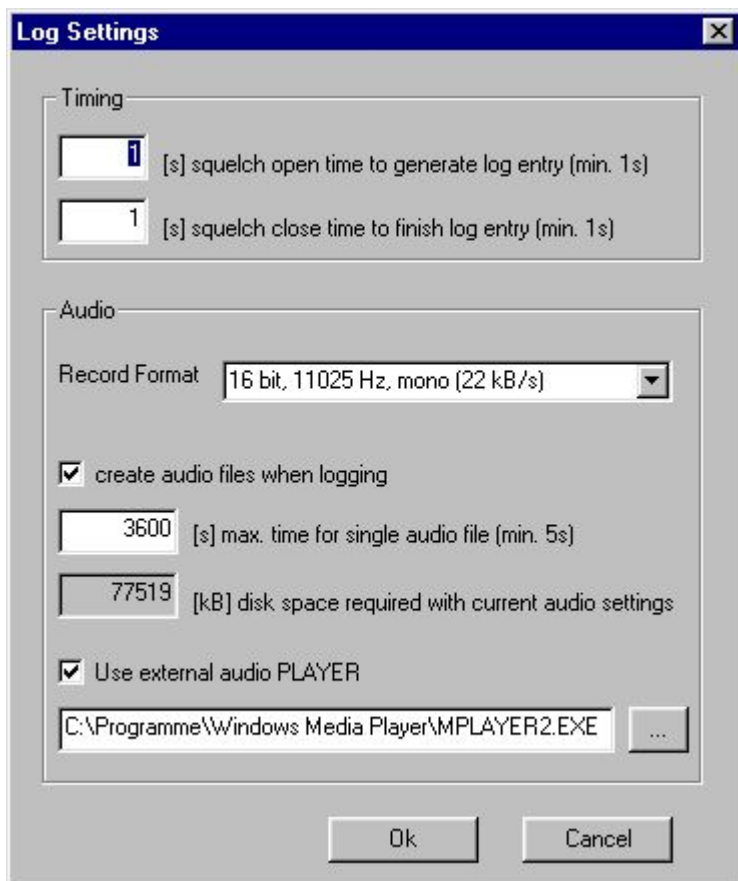 Log Settings
Timing
1 [s] squelch open time to generate log entry (min. 1s)
1 [s] squelch close time to finish log entry (min. 1s)
Audio
Record Format 16 bit, 11025 Hz, mono (22 kB/s)
create audio files when logging
3600 [s] max. time for single audio file (min. 5s)
77519 [kB] disk space required with current audio settings
Use external audio PLAYER
C:\Programme\Windows Media Player\MPLAYER2.EXE ...
Ok Cancel